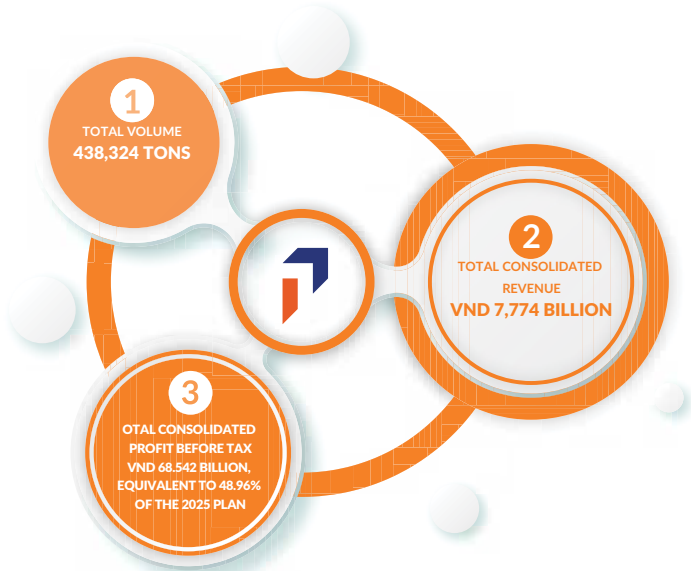 1
TOTAL VOLUME
438,324 TONS
2
TOTAL CONSOLIDATED
REVENUE
VND 7,774 BILLION
3
OTAL CONSOLIDATED
PROFIT BEFORE TAX
VND 68.542 BILLION,
EQUIVALENT TO 48.96%
OF THE 2025 PLAN